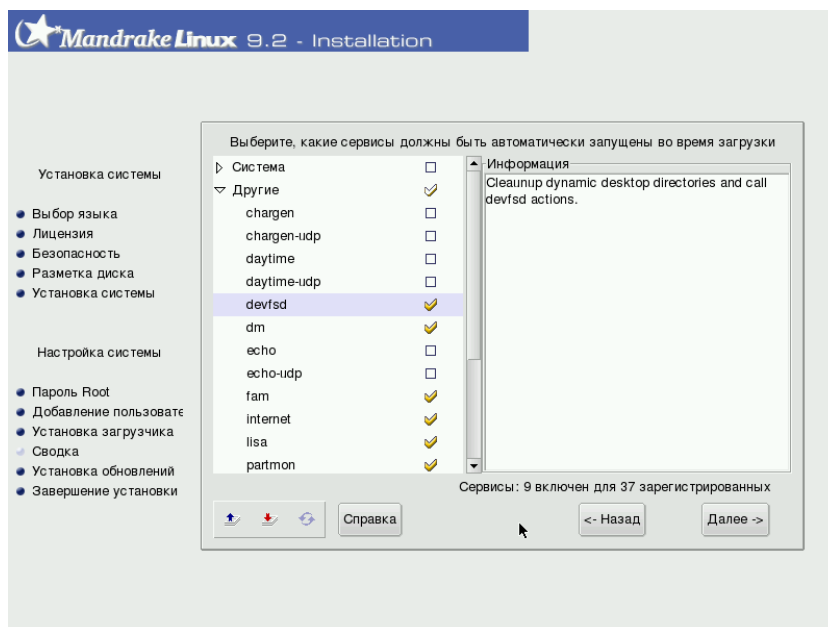 Mandrake Linux 9.2 - Installation
Выберите, какие сервисы должны быть автоматически запущены во время загрузки
Установка системы
Выбор языка
Лицензия
Безопасность
Разметка диска
Установка системы
Настройка системы
Пароль Root
Добавление пользовате
Установка загрузчика
Сводка
Установка обновлений
Завершение установки
Система
Другие
chargen
chargen-udp
daytime
daytime-udp
devfsd
dm
echo
echo-udp
fam
internet
lisa
partmon
Информация
Cleaunup dynamic desktop directories and call
devfsd actions.
Сервисы: 9 включен для 37 зарегистрированных
Справка
<- Назад
Далее ->